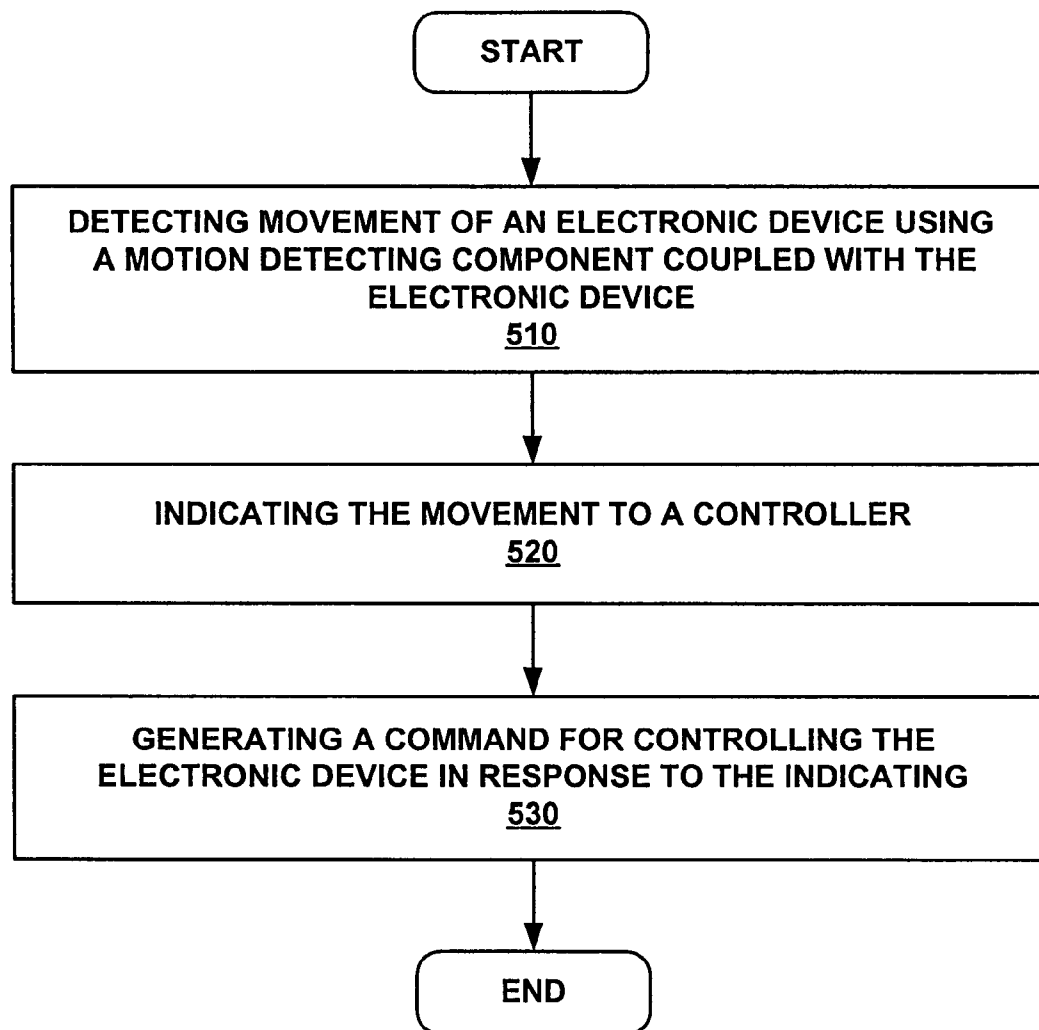 START
DETECTING MOVEMENT OF AN ELECTRONIC DEVICE USING
A MOTION DETECTING COMPONENT COUPLED WITH THE
ELECTRONIC DEVICE
510
INDICATING THE MOVEMENT TO A CONTROLLER
520
GENERATING A COMMAND FOR CONTROLLING THE
ELECTRONIC DEVICE IN RESPONSE TO THE INDICATING
530
END